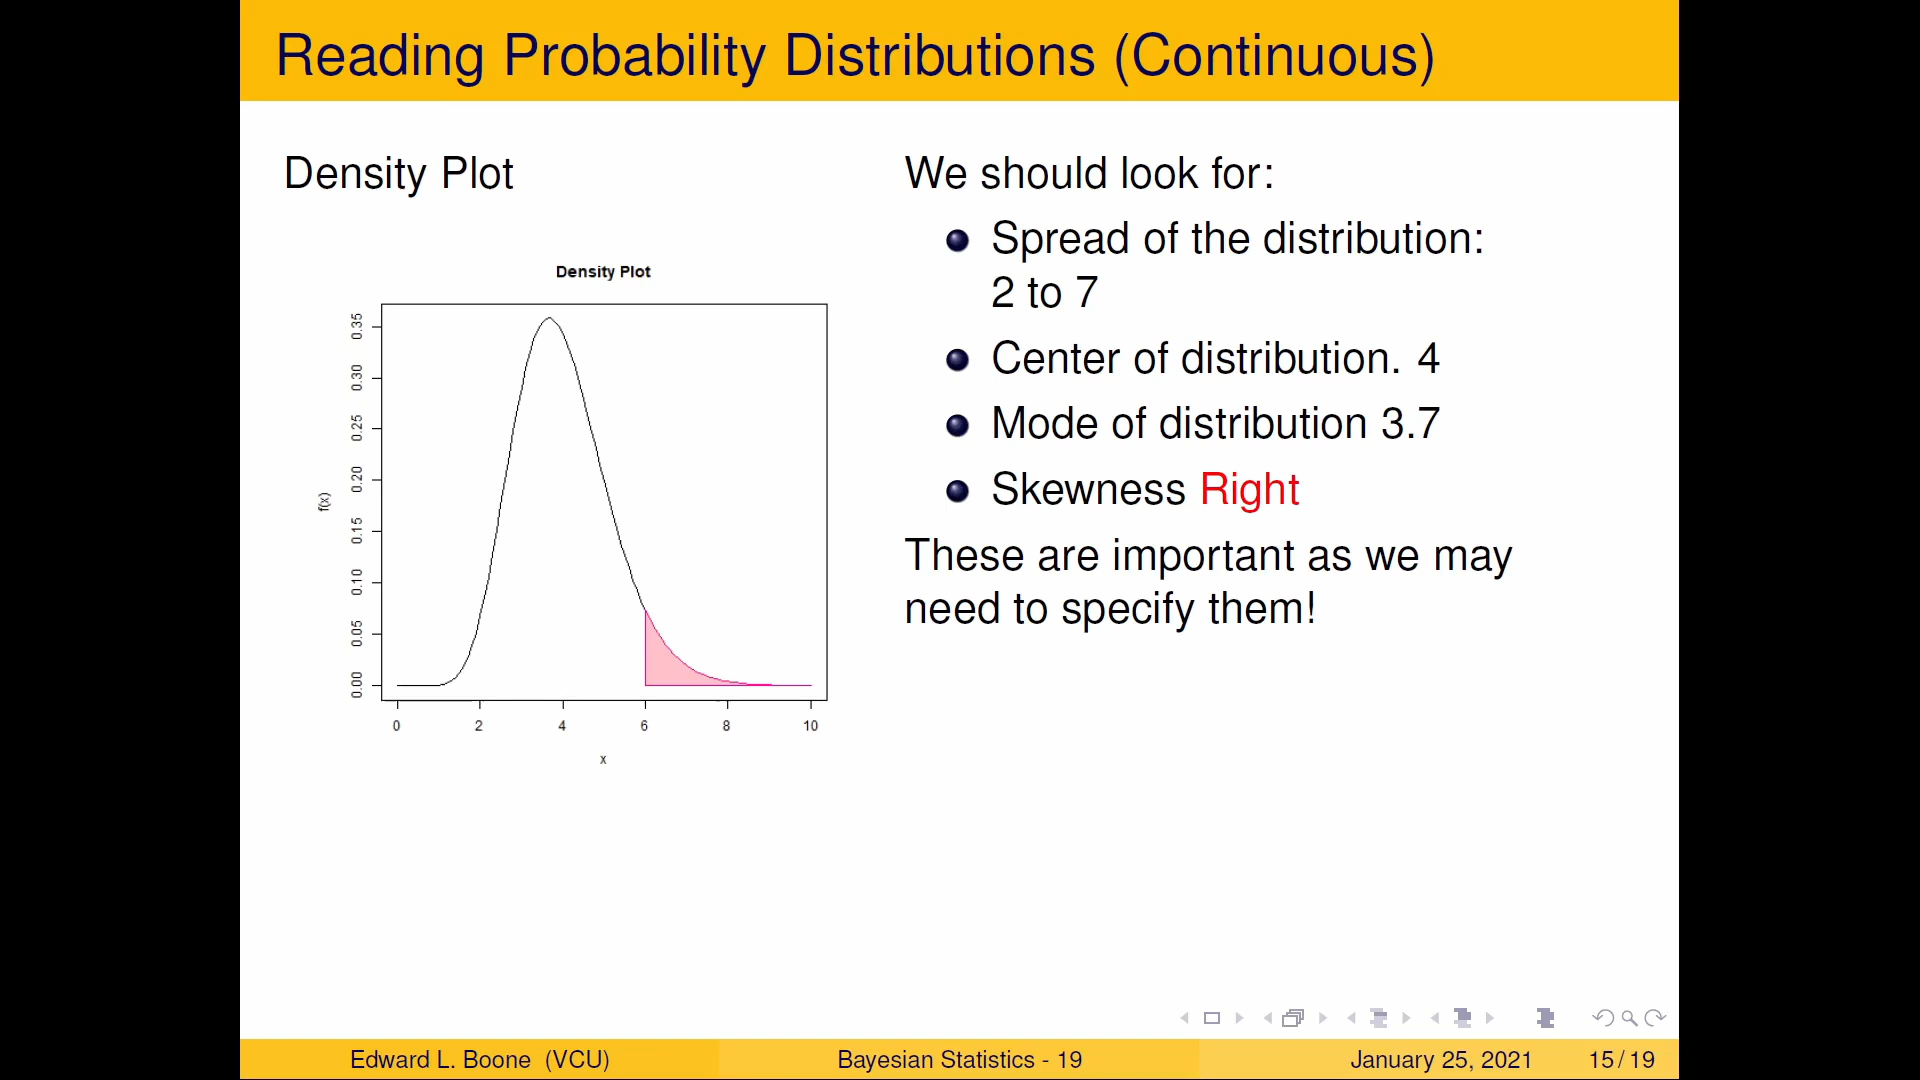 Reading Probability Distributions (Continuous)
Density Plot
Density Plot
0.35
0.30
0.25
0.20
0.15
0.10
0.05
0.00
f(x)
0 2 4 6 8 10
x
We should look for:
Spread of the distribution:
2 to 7
Center of distribution. 4
Mode of distribution 3.7
Skewness Right
These are important as we may
need to specify them!
Edward L. Boone (VCU) Bayesian Statistics - 19 January 25, 2021 15/19